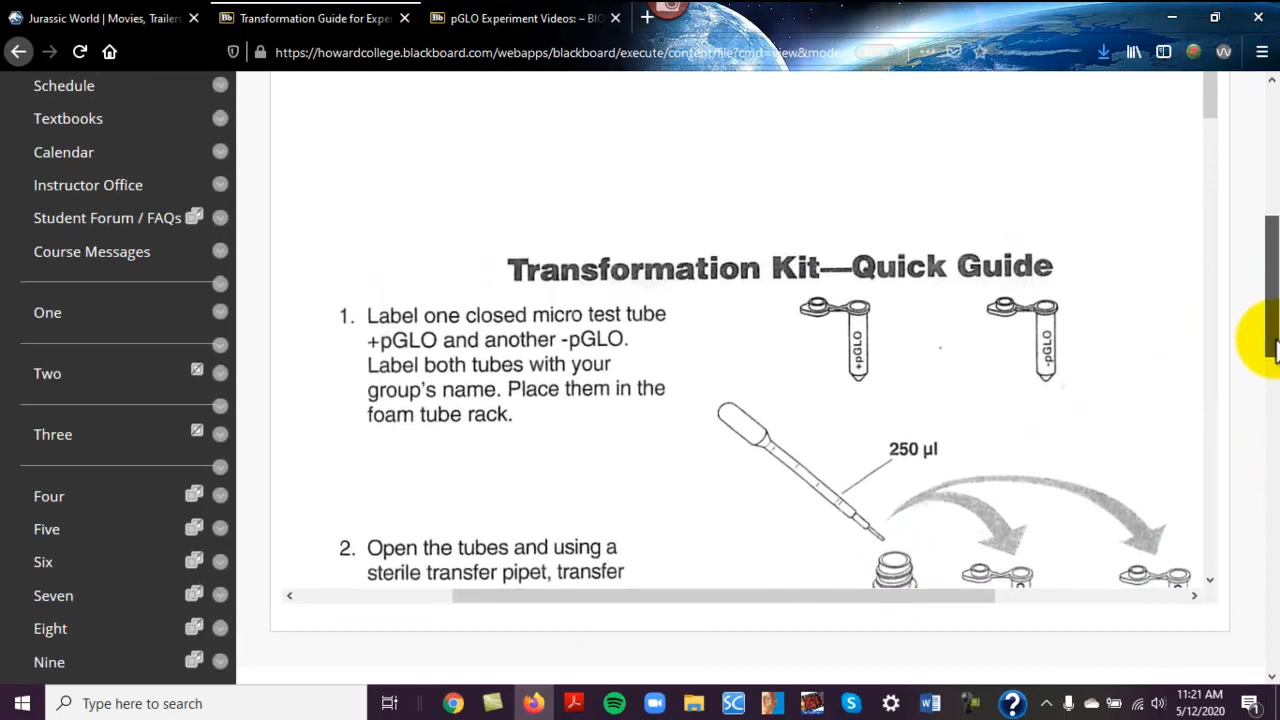 Jurassic World | Movies, Trailers
Bb Transformation Guide for Exper
Bb pGLO Experiment Videos: – BIO
https://howardcollege.blackboard.com/webapps/blackboard/execute/content/file?cmd=view&mode
Schedule
Textbooks
Calendar
Instructor Office
Student Forum / FAQs
Course Messages
One
Two
Three
Four
Five
Six
Seven
Eight
Nine
Transformation Kit—Quick Guide
1. Label one closed micro test tube
+pGLO and another -pGLO.
Label both tubes with your
group's name. Place them in the
foam tube rack.
+pGLO
-pGLO
250 µl
2. Open the tubes and using a
sterile transfer pipet, transfer
Type here to search
SC
11:21 AM
5/12/2020